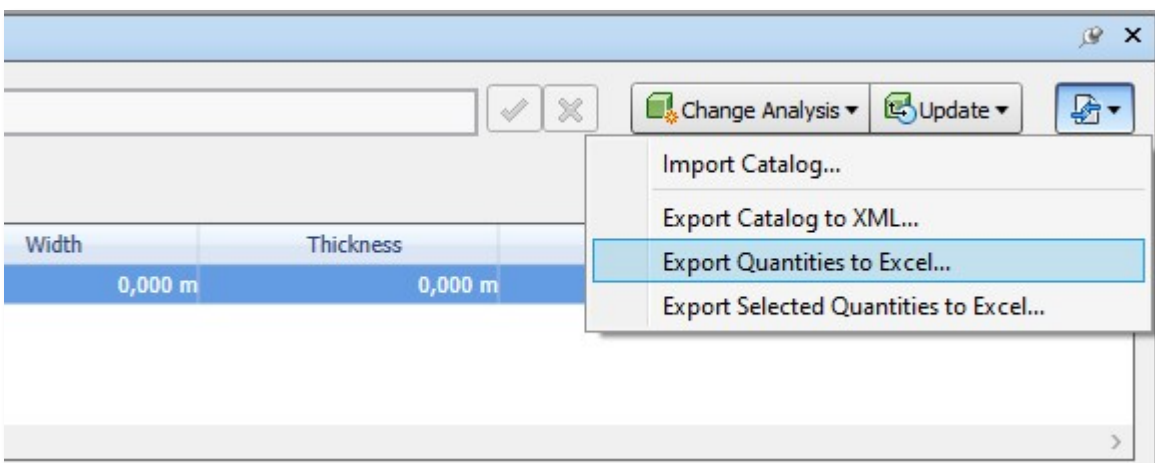 Change Analysis Update
Import Catalog...
Export Catalog to XML...
Width Thickness
Export Quantities to Excel...
0,000 m 0,000 m
Export Selected Quantities to Excel...